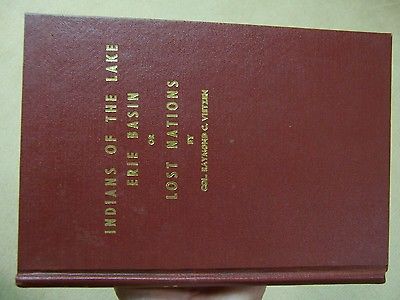 INDIANS OF THE LAKE
ERIE BASIN
OR
LOST NATIONS
BY
COL. RAYMOND C. VIETZEN